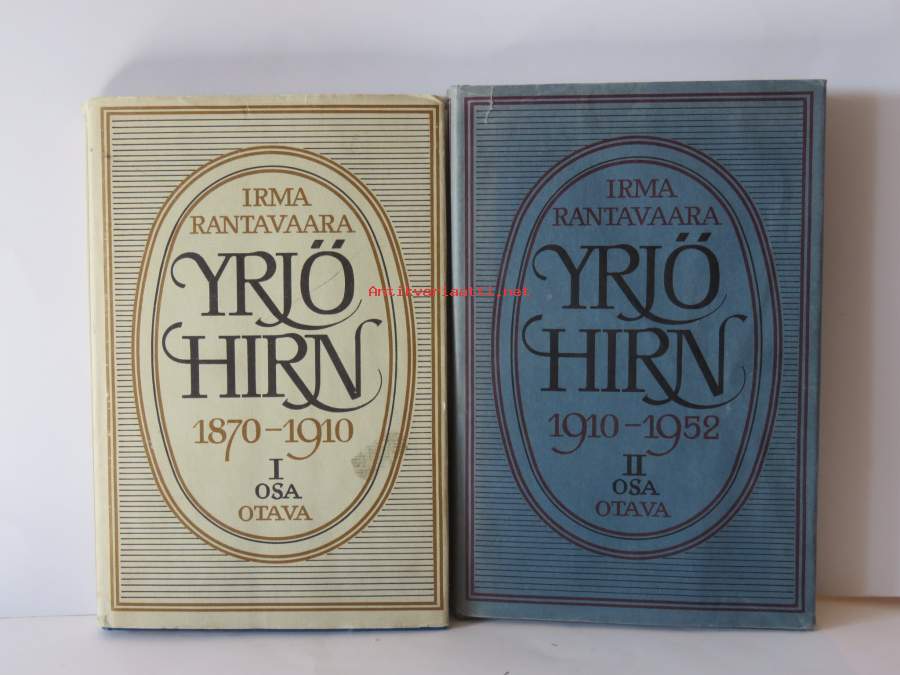 IRMA
RANTAVAARA
YRJÖ
HIRN
1870–1910
I
OSA
OTAVA
IRMA
RANTAVAARA
YRJÖ
HIRN
1910–1952
II
OSA
OTAVA
Antikvariaatti.net